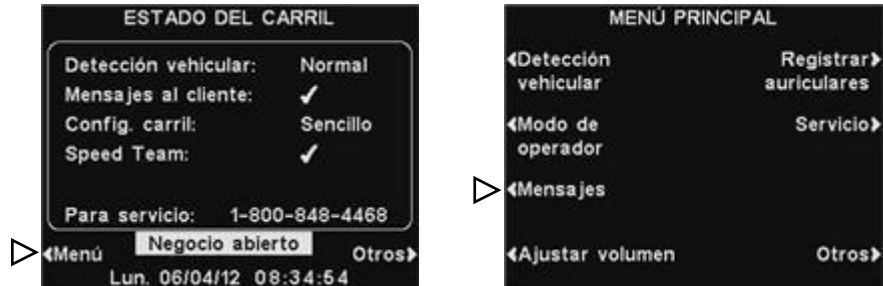 ESTADO DEL CARRIL
Detección vehicular: Normal
Mensajes al cliente: ✓
Config. carril: Sencillo
Speed Team: ✓
Para servicio: 1-800-848-4468
Negocio abierto
Menú Otros
Lun. 06/04/12 08:34:54
MENÚ PRINCIPAL
Detección vehicular
Registrar auriculares
Modo de operador
Servicio
Mensajes
Ajustar volumen
Otros